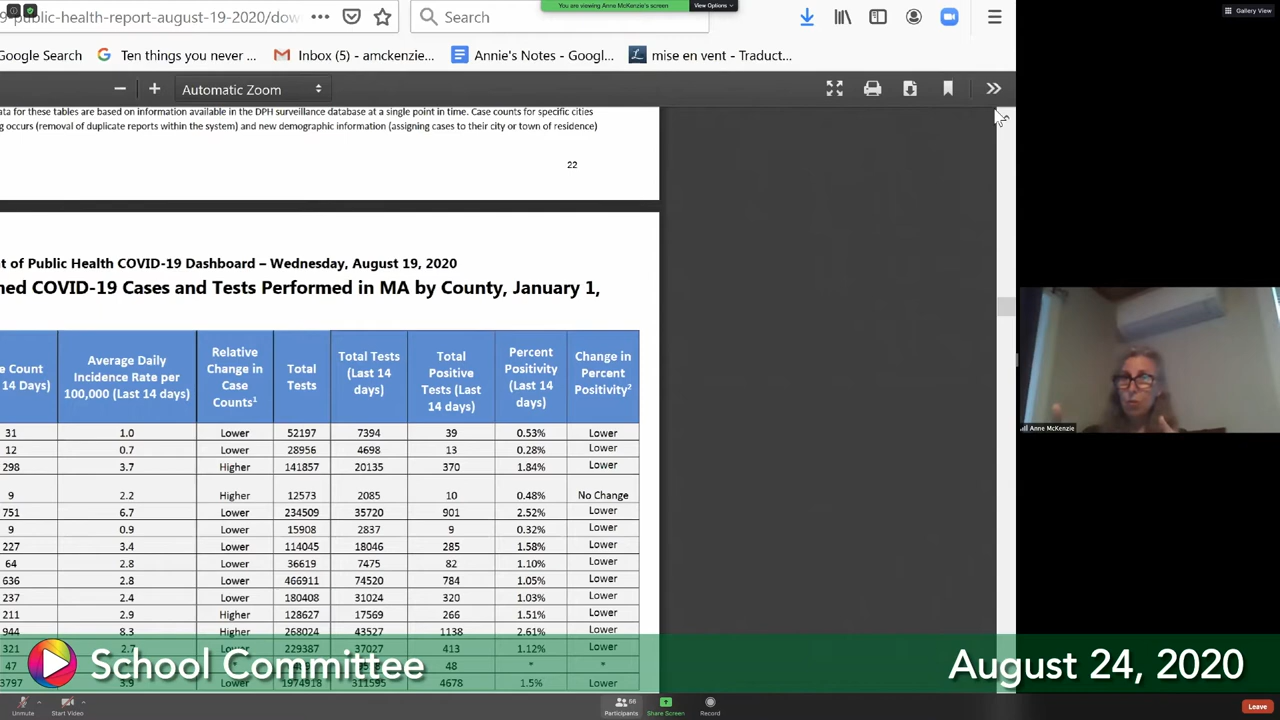 9-public-health-report-august-19-2020/dow
Search
You are viewing Anne McKenzie's screen
View Options
Gallery View
Google Search
Ten things you never ...
Inbox (5) - amckenzie...
Annie's Notes - Googl...
mise en vent - Traduct...
Automatic Zoom
ata for these tables are based on information available in the DPH surveillance database at a single point in time. Case counts for specific cities
g occurs (removal of duplicate reports within the system) and new demographic information (assigning cases to their city or town of residence)
22
t of Public Health COVID-19 Dashboard – Wednesday, August 19, 2020
ned COVID-19 Cases and Tests Performed in MA by County, January 1,
e Count
14 Days)
Average Daily
Incidence Rate per
100,000 (Last 14 days)
Relative
Change in
Case
Counts¹
Total
Tests
Total Tests
(Last 14
days)
Total
Positive
Tests (Last
14 days)
Percent
Positivity
(Last 14
days)
Change in
Percent
Positivity²
31 1.0 Lower 52197 7394 39 0.53% Lower
12 0.7 Lower 28956 4698 13 0.28% Lower
298 3.7 Higher 141857 20135 370 1.84% Lower
9 2.2 Higher 12573 2085 10 0.48% No Change
751 6.7 Lower 234509 35720 901 2.52% Lower
9 0.9 Lower 15908 2837 9 0.32% Lower
227 3.4 Lower 114045 18046 285 1.58% Lower
64 2.8 Lower 36619 7475 82 1.10% Lower
636 2.8 Lower 466911 74520 784 1.05% Lower
237 2.4 Lower 180408 31024 320 1.03% Lower
211 2.9 Higher 128627 17569 266 1.51% Lower
944 8.3 Higher 268024 43527 1138 2.61% Lower
321 2.7 Lower 229387 37027 413 1.12% Lower
47 48 * *
3797 3.9 Lower 1974918 311595 4678 1.5% Lower
Anne McKenzie
School Committee
August 24, 2020
Unmute
Start Video
56
Participants
Share Screen
Record
Leave